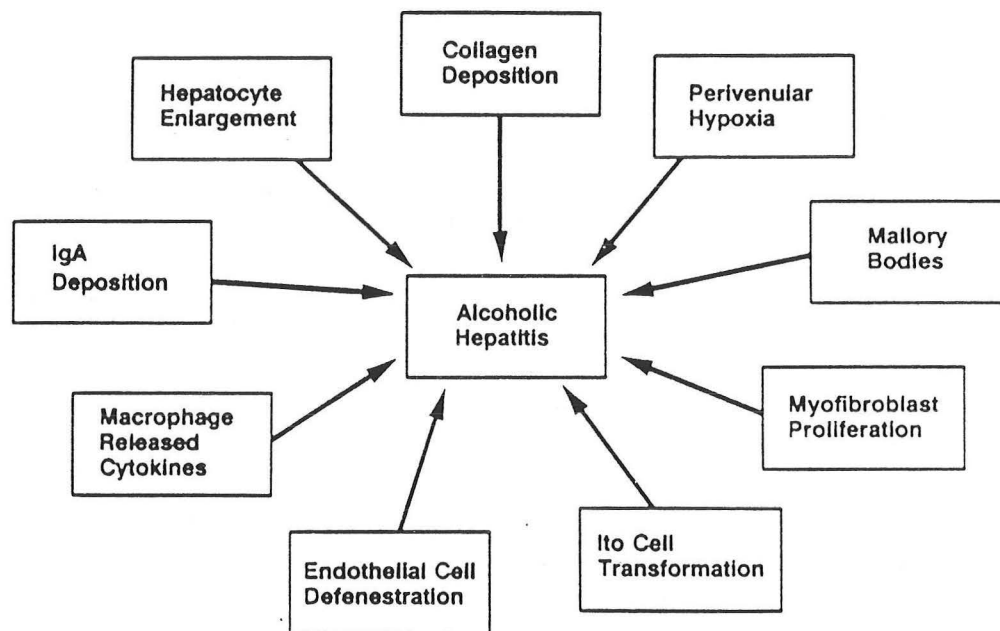 Collagen
Deposition
Hepatocyte
Enlargement
Perivenular
Hypoxia
IgA
Deposition
Mallory
Bodies
Alcoholic
Hepatitis
Macrophage
Released
Cytokines
Myofibroblast
Proliferation
Endothelial Cell
Defenestration
Ito Cell
Transformation